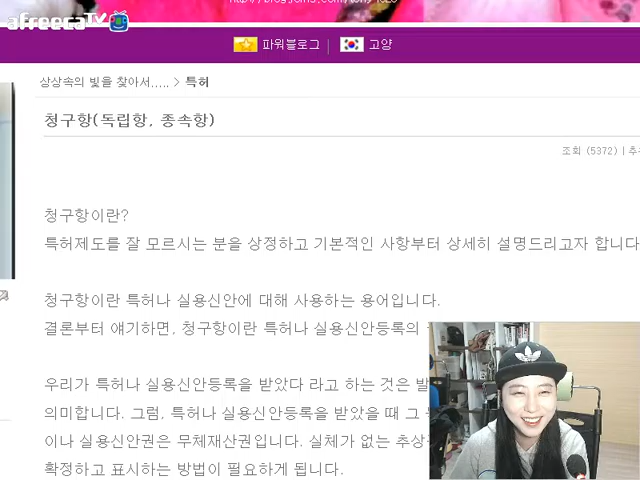 afreecaTV
파워블로그 | 고양
상상속의 빛을 찾아서..... > 특허
청구항(독립항, 종속항)
조회 (5372) | 추
청구항이란?
특허제도를 잘 모르시는 분을 상정하고 기본적인 사항부터 상세히 설명드리고자 합니다
청구항이란 특허나 실용신안에 대해 사용하는 용어입니다.
결론부터 얘기하면, 청구항이란 특허나 실용신안등록의
우리가 특허나 실용신안등록을 받았다 라고 하는 것은 발
의미합니다. 그럼, 특허나 실용신안등록을 받았을 때 그
이나 실용신안권은 무체재산권입니다. 실체가 없는 추상
확정하고 표시하는 방법이 필요하게 됩니다.